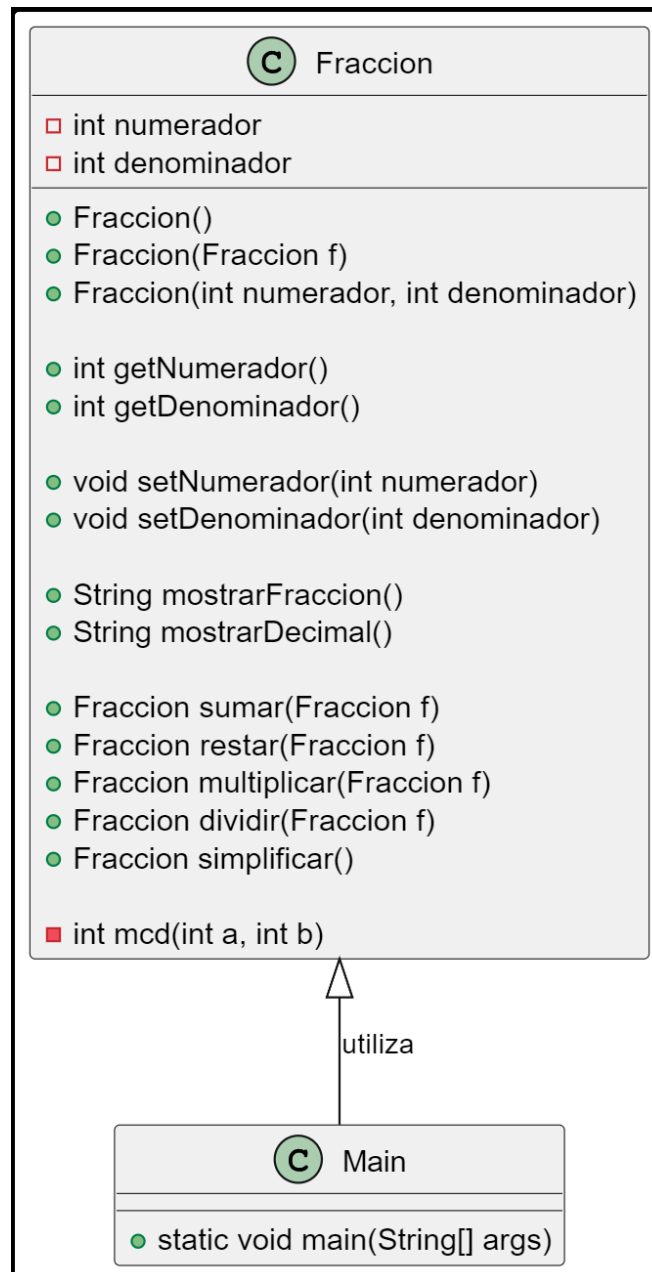 C Fraccion
int numerador
int denominador
Fraccion()
Fraccion(Fraccion f)
Fraccion(int numerador, int denominador)
int getNumerador()
int getDenominador()
void setNumerador(int numerador)
void setDenominador(int denominador)
String mostrarFraccion()
String mostrarDecimal()
Fraccion sumar(Fraccion f)
Fraccion restar(Fraccion f)
Fraccion multiplicar(Fraccion f)
Fraccion dividir(Fraccion f)
Fraccion simplificar()
int mcd(int a, int b)
utiliza
C Main
static void main(String[] args)